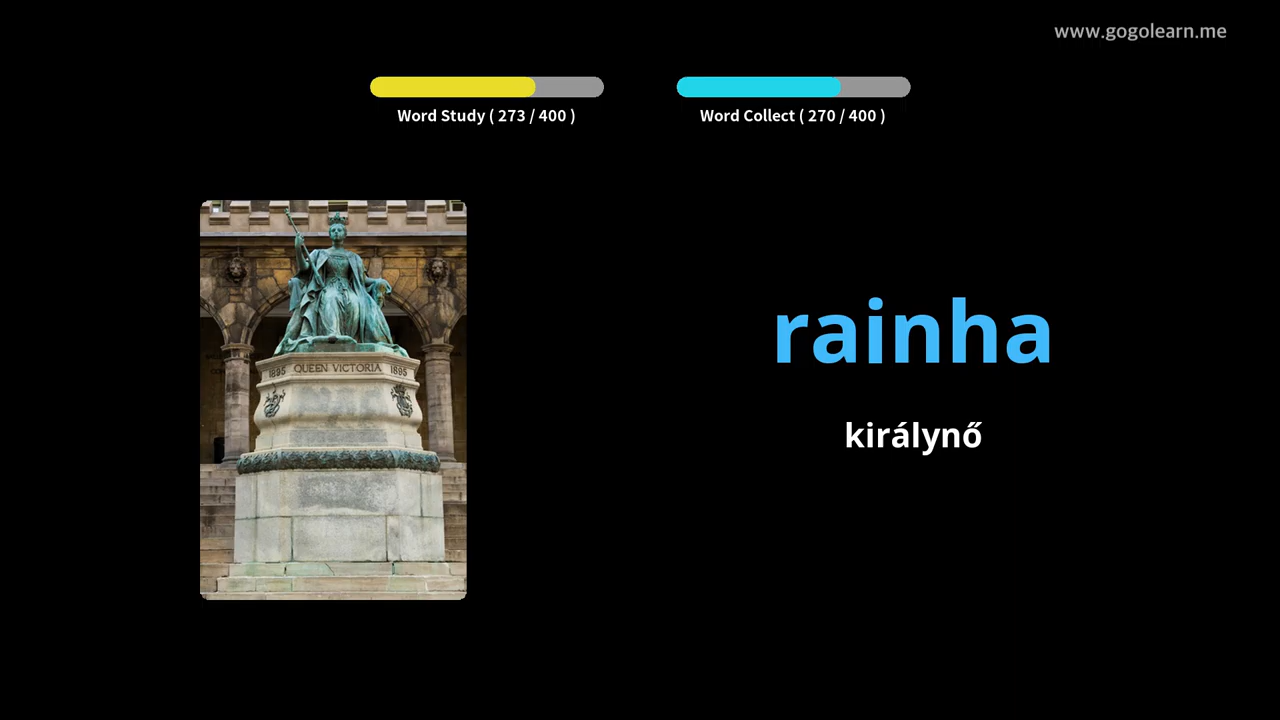 www.gogolearn.me
Word Study ( 273 / 400 )
Word Collect ( 270 / 400 )
1895 QUEEN VICTORIA 1895
rainha
királynő